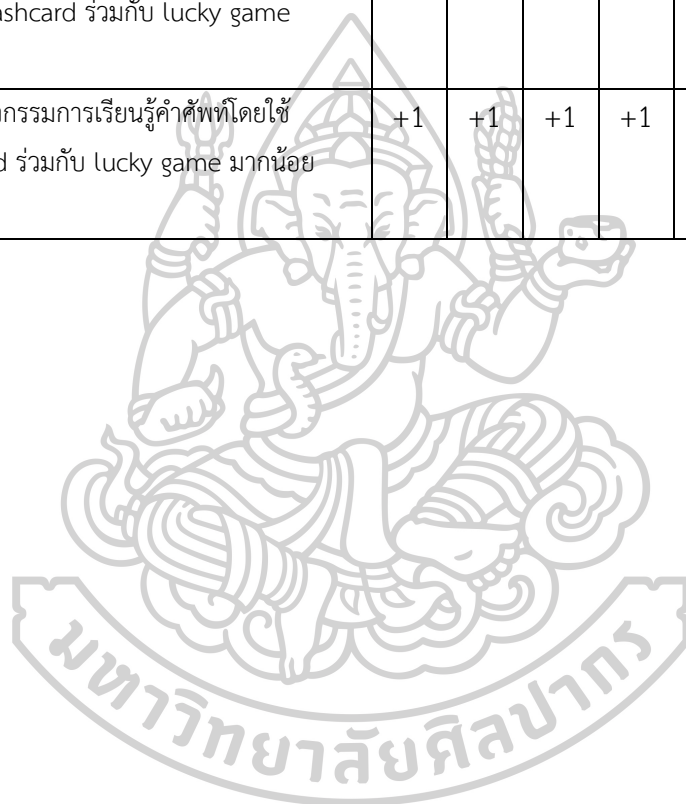 ashcard ร่วมกับ lucky game
กรรมการเรียนรู้คำศัพท์โดยใช้ +1 +1 +1 +1
d ร่วมกับ lucky game มากน้อย
มหาวิทยาลัยศิลปากร